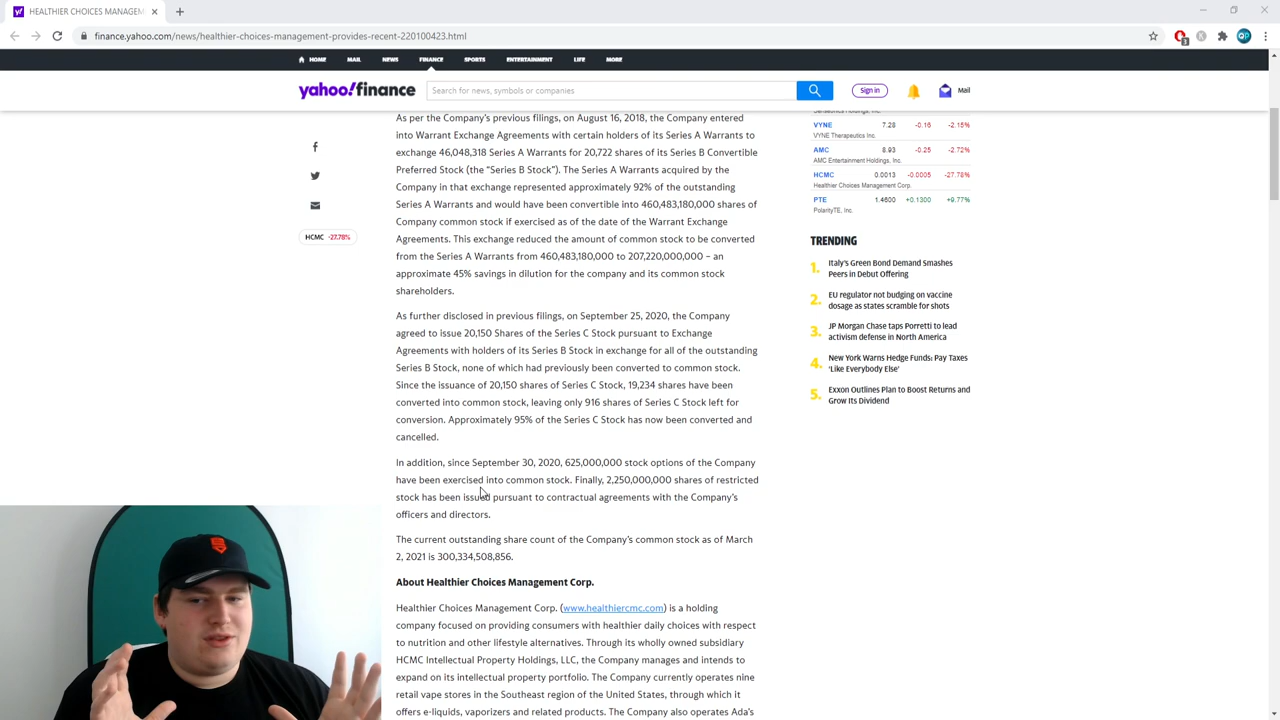 HEALTHIER CHOICES MANAGEM
finance.yahoo.com/news/healthier-choices-management-provides-recent-220100423.html
HOME MAIL NEWS FINANCE SPORTS ENTERTAINMENT LIFE MORE
yahoo!finance
Search for news, symbols or companies
Sign in
Mail
As per the Company's previous filings, on August 16, 2018, the Company entered
into Warrant Exchange Agreements with certain holders of its Series A Warrants to
exchange 46,048,318 Series A Warrants for 20,722 shares of its Series B Convertible
Preferred Stock (the "Series B Stock"). The Series A Warrants acquired by the
Company in that exchange represented approximately 92% of the outstanding
Series A Warrants and would have been convertible into 460,483,180,000 shares of
Company common stock if exercised as of the date of the Warrant Exchange
Agreements. This exchange reduced the amount of common stock to be converted
from the Series A Warrants from 460,483,180,000 to 207,220,000,000 – an
approximate 45% savings in dilution for the company and its common stock
shareholders.
As further disclosed in previous filings, on September 25, 2020, the Company
agreed to issue 20,150 Shares of the Series C Stock pursuant to Exchange
Agreements with holders of its Series B Stock in exchange for all of the outstanding
Series B Stock, none of which had previously been converted to common stock.
Since the issuance of 20,150 shares of Series C Stock, 19,234 shares have been
converted into common stock, leaving only 916 shares of Series C Stock left for
conversion. Approximately 95% of the Series C Stock has now been converted and
cancelled.
In addition, since September 30, 2020, 625,000,000 stock options of the Company
have been exercised into common stock. Finally, 2,250,000,000 shares of restricted
stock has been issued pursuant to contractual agreements with the Company's
officers and directors.
The current outstanding share count of the Company's common stock as of March
2, 2021 is 300,334,508,856.
About Healthier Choices Management Corp.
Healthier Choices Management Corp. (www.healthiercmc.com) is a holding
company focused on providing consumers with healthier daily choices with respect
to nutrition and other lifestyle alternatives. Through its wholly owned subsidiary
HCMC Intellectual Property Holdings, LLC, the Company manages and intends to
expand on its intellectual property portfolio. The Company currently operates nine
retail vape stores in the Southeast region of the United States, through which it
offers e-liquids, vaporizers and related products. The Company also operates Ada's
HCMC -27.78%
VYNE 7.28 -0.16 -2.15%
VYNE Therapeutics Inc.
AMC 8.93 -0.25 -2.72%
AMC Entertainment Holdings, Inc.
HCMC 0.0013 -0.0005 -27.78%
Healthier Choices Management Corp.
PTE 1.4600 +0.1300 +9.77%
PolarityTE, Inc.
TRENDING
1. Italy's Green Bond Demand Smashes
Peers in Debut Offering
2. EU regulator not budging on vaccine
dosage as states scramble for shots
3. JP Morgan Chase taps Porretti to lead
activism defense in North America
4. New York Warns Hedge Funds: Pay Taxes
'Like Everybody Else'
5. Exxon Outlines Plan to Boost Returns and
Grow Its Dividend